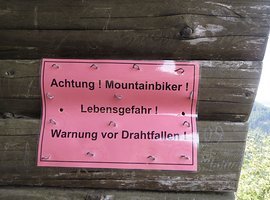 Achtung ! Mountainbiker !
Lebensgefahr !
Warnung vor Drahtfallen !